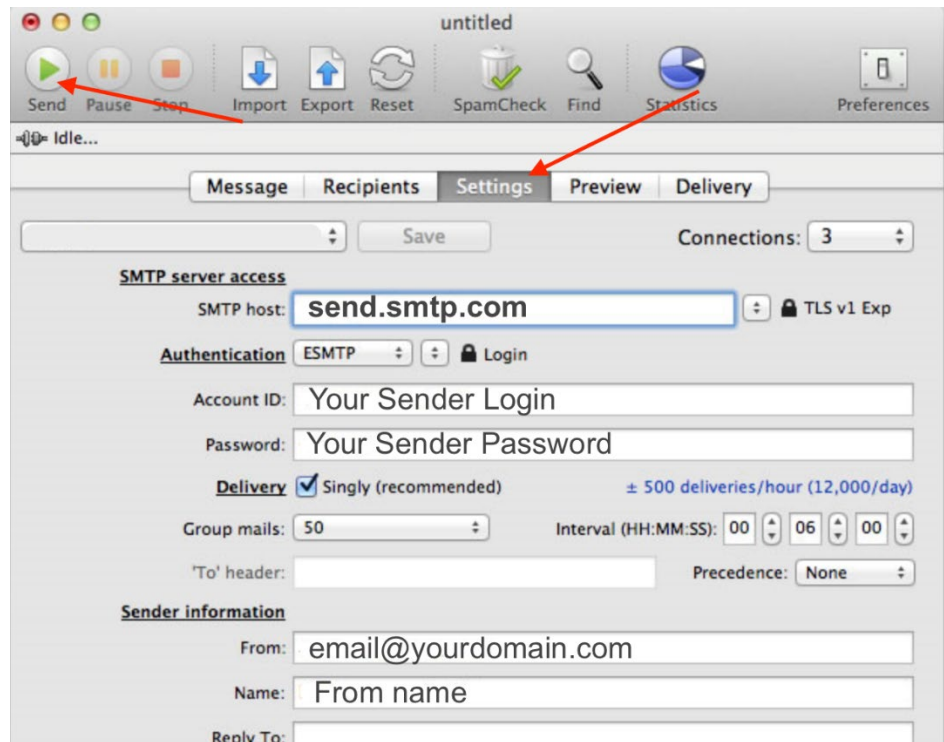 untitled
Send Pause Stop Import Export Reset SpamCheck Find Statistics Preferences
Idle...
Message Recipients Settings Preview Delivery
Save Connections: 3
SMTP server access
SMTP host: send.smtp.com TLS v1 Exp
Authentication ESMTP Login
Account ID: Your Sender Login
Password: Your Sender Password
Delivery Singly (recommended) ± 500 deliveries/hour (12,000/day)
Group mails: 50 Interval (HH:MM:SS): 00 06 00
'To' header: Precedence: None
Sender information
From: email@yourdomain.com
Name: From name
Reply To: